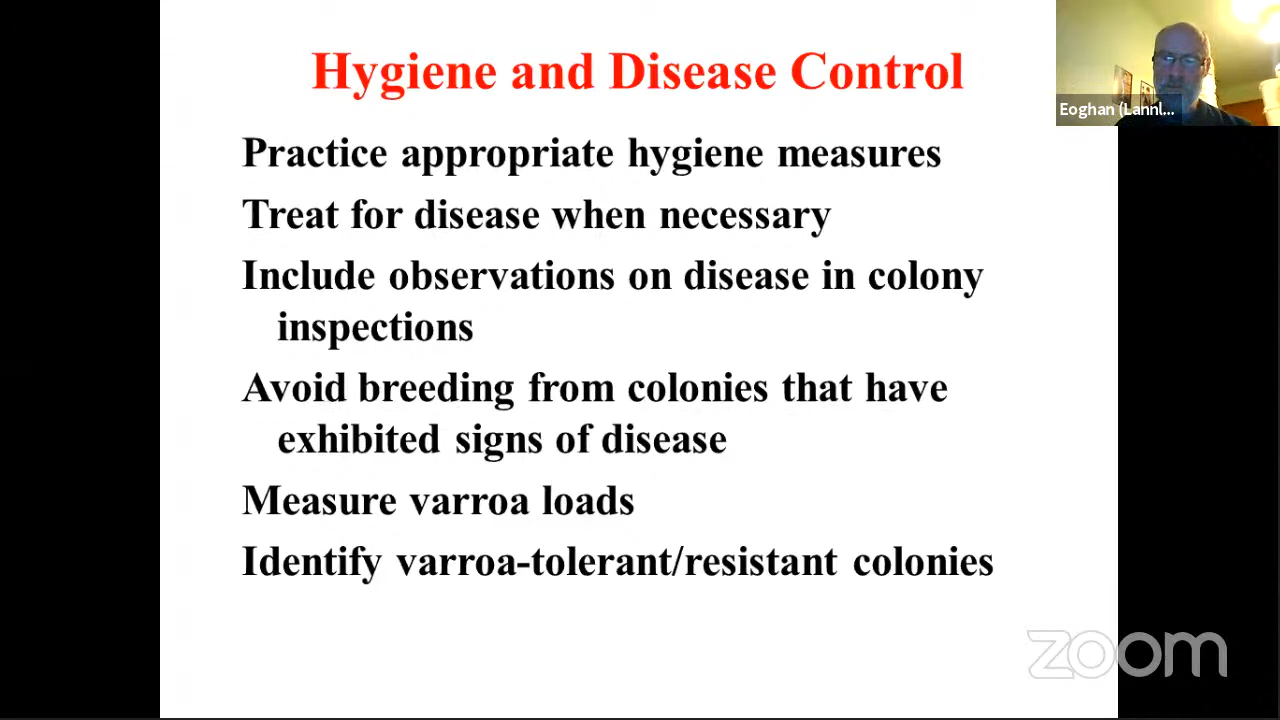 Hygiene and Disease Control
Eoghan (Lannl...
Practice appropriate hygiene measures
Treat for disease when necessary
Include observations on disease in colony
inspections
Avoid breeding from colonies that have
exhibited signs of disease
Measure varroa loads
Identify varroa-tolerant/resistant colonies
zoom